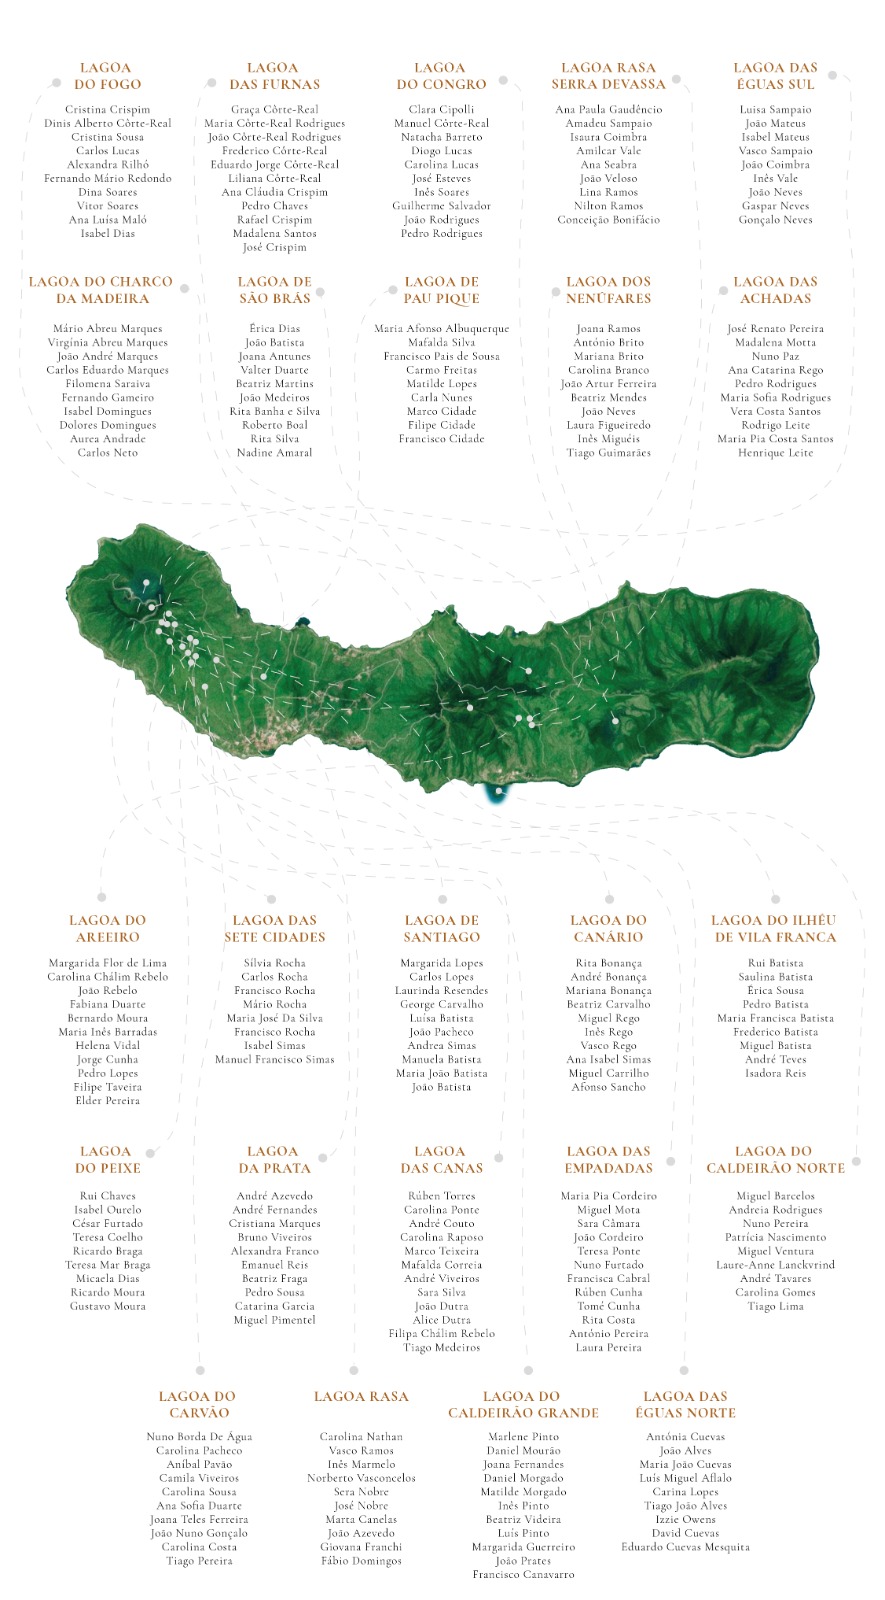 LAGOA
DO FOGO
Cristina Crispim
Dinis Alberto Côrte-Real
Cristina Sousa
Carlos Lucas
Alexandra Rilhó
Fernando Mário Redondo
Dina Soares
Vitor Soares
Ana Luísa Maló
Isabel Dias
LAGOA
DAS FURNAS
Graça Côrte-Real
Maria Côrte-Real Rodrigues
João Côrte-Real Rodrigues
Frederico Côrte-Real
Eduardo Jorge Côrte-Real
Liliana Côrte-Real
Ana Cláudia Crispim
Pedro Chaves
Rafael Crispim
Madalena Santos
José Crispim
LAGOA
DO CONGRO
Clara Cipolli
Manuel Côrte-Real
Natacha Barreto
Diogo Lucas
Carolina Lucas
José Esteves
Inês Soares
Guilherme Salvador
João Rodrigues
Pedro Rodrigues
LAGOA RASA
SERRA DEVASSA
Ana Paula Gaudêncio
Amadeu Sampaio
Isaura Coimbra
Amilcar Vale
Ana Seabra
João Veloso
Lina Ramos
Nilton Ramos
Conceição Bonifácio
LAGOA DAS
ÉGUAS SUL
Luisa Sampaio
João Mateus
Isabel Mateus
Vasco Sampaio
João Coimbra
Inês Vale
João Neves
Gaspar Neves
Gonçalo Neves
LAGOA DO CHARCO
DA MADEIRA
Mário Abreu Marques
Virgínia Abreu Marques
João André Marques
Carlos Eduardo Marques
Filomena Saraiva
Fernando Gameiro
Isabel Domingues
Dolores Domingues
Aurea Andrade
Carlos Neto
LAGOA DE
SÃO BRÁS
Érica Dias
João Batista
Joana Antunes
Valter Duarte
Beatriz Martins
João Medeiros
Rita Banha e Silva
Roberto Boal
Rita Silva
Nadine Amaral
LAGOA DE
PAU PIQUE
Maria Afonso Albuquerque
Mafalda Silva
Francisco Pais de Sousa
Carmo Freitas
Matilde Lopes
Carla Nunes
Marco Cidade
Filipe Cidade
Francisco Cidade
LAGOA DOS
NENÚFARES
Joana Ramos
António Brito
Mariana Brito
Carolina Branco
João Artur Ferreira
Beatriz Mendes
João Neves
Laura Figueiredo
Inês Miguéis
Tiago Guimarães
LAGOA DAS
ACHADAS
José Renato Pereira
Madalena Motta
Nuno Paz
Ana Catarina Rego
Pedro Rodrigues
Maria Sofia Rodrigues
Vera Costa Santos
Rodrigo Leite
Maria Pia Costa Santos
Henrique Leite
LAGOA DO
AREEIRO
Margarida Flor de Lima
Carolina Chálim Rebelo
João Rebelo
Fabiana Duarte
Bernardo Moura
Maria Inês Barradas
Helena Vidal
Jorge Cunha
Pedro Lopes
Filipe Taveira
Elder Pereira
LAGOA DAS
SETE CIDADES
Sílvia Rocha
Carlos Rocha
Francisco Rocha
Mário Rocha
Maria José Da Silva
Francisco Rocha
Isabel Simas
Manuel Francisco Simas
LAGOA DE
SANTIAGO
Margarida Lopes
Carlos Lopes
Laurinda Resendes
George Carvalho
Luísa Batista
João Pacheco
Andrea Simas
Manuela Batista
Maria João Batista
João Batista
LAGOA DO
CANÁRIO
Rita Bonança
André Bonança
Mariana Bonança
Beatriz Carvalho
Miguel Rego
Inês Rego
Vasco Rego
Ana Isabel Simas
Miguel Carrilho
Afonso Sancho
LAGOA DO ILHÉU
DE VILA FRANCA
Rui Batista
Saulina Batista
Érica Sousa
Pedro Batista
Maria Francisca Batista
Frederico Batista
Miguel Batista
André Teves
Isadora Reis
LAGOA
DO PEIXE
Rui Chaves
Isabel Ourelo
César Furtado
Teresa Coelho
Ricardo Braga
Teresa Mar Braga
Micaela Dias
Ricardo Moura
Gustavo Moura
LAGOA
DA PRATA
André Azevedo
André Fernandes
Cristiana Marques
Bruno Viveiros
Alexandra Franco
Emanuel Reis
Beatriz Fraga
Pedro Sousa
Catarina Garcia
Miguel Pimentel
LAGOA
DAS CANAS
Rúben Torres
Carolina Ponte
André Couto
Carolina Raposo
Marco Teixeira
Mafalda Correia
André Viveiros
Sara Silva
João Dutra
Alice Dutra
Filipa Chálim Rebelo
Tiago Medeiros
LAGOA DAS
EMPADADAS
Maria Pia Cordeiro
Miguel Mota
Sara Câmara
João Cordeiro
Teresa Ponte
Nuno Furtado
Francisca Cabral
Rúben Cunha
Tomé Cunha
Rita Costa
António Pereira
Laura Pereira
LAGOA DO
CALDEIRÃO NORTE
Miguel Barcelos
Andreia Rodrigues
Nuno Pereira
Patrícia Nascimento
Miguel Ventura
Laure-Anne Lanckvrind
André Tavares
Carolina Gomes
Tiago Lima
LAGOA DO
CARVÃO
Nuno Borda De Água
Carolina Pacheco
Aníbal Pavão
Camila Viveiros
Carolina Sousa
Ana Sofia Duarte
Joana Teles Ferreira
João Nuno Gonçalo
Carolina Costa
Tiago Pereira
LAGOA RASA
Carolina Nathan
Vasco Ramos
Inês Marmelo
Norberto Vasconcelos
Sera Nobre
José Nobre
Marta Canelas
João Azevedo
Giovana Franchi
Fábio Domingos
LAGOA DO
CALDEIRÃO GRANDE
Marlene Pinto
Daniel Mourão
Joana Fernandes
Daniel Morgado
Matilde Morgado
Inês Pinto
Beatriz Videira
Luís Pinto
Margarida Guerreiro
João Prates
Francisco Canavarro
LAGOA DAS
ÉGUAS NORTE
Antónia Cuevas
João Alves
Maria João Cuevas
Luís Miguel Aflalo
Carina Lopes
Tiago João Alves
Izzie Owens
David Cuevas
Eduardo Cuevas Mesquita